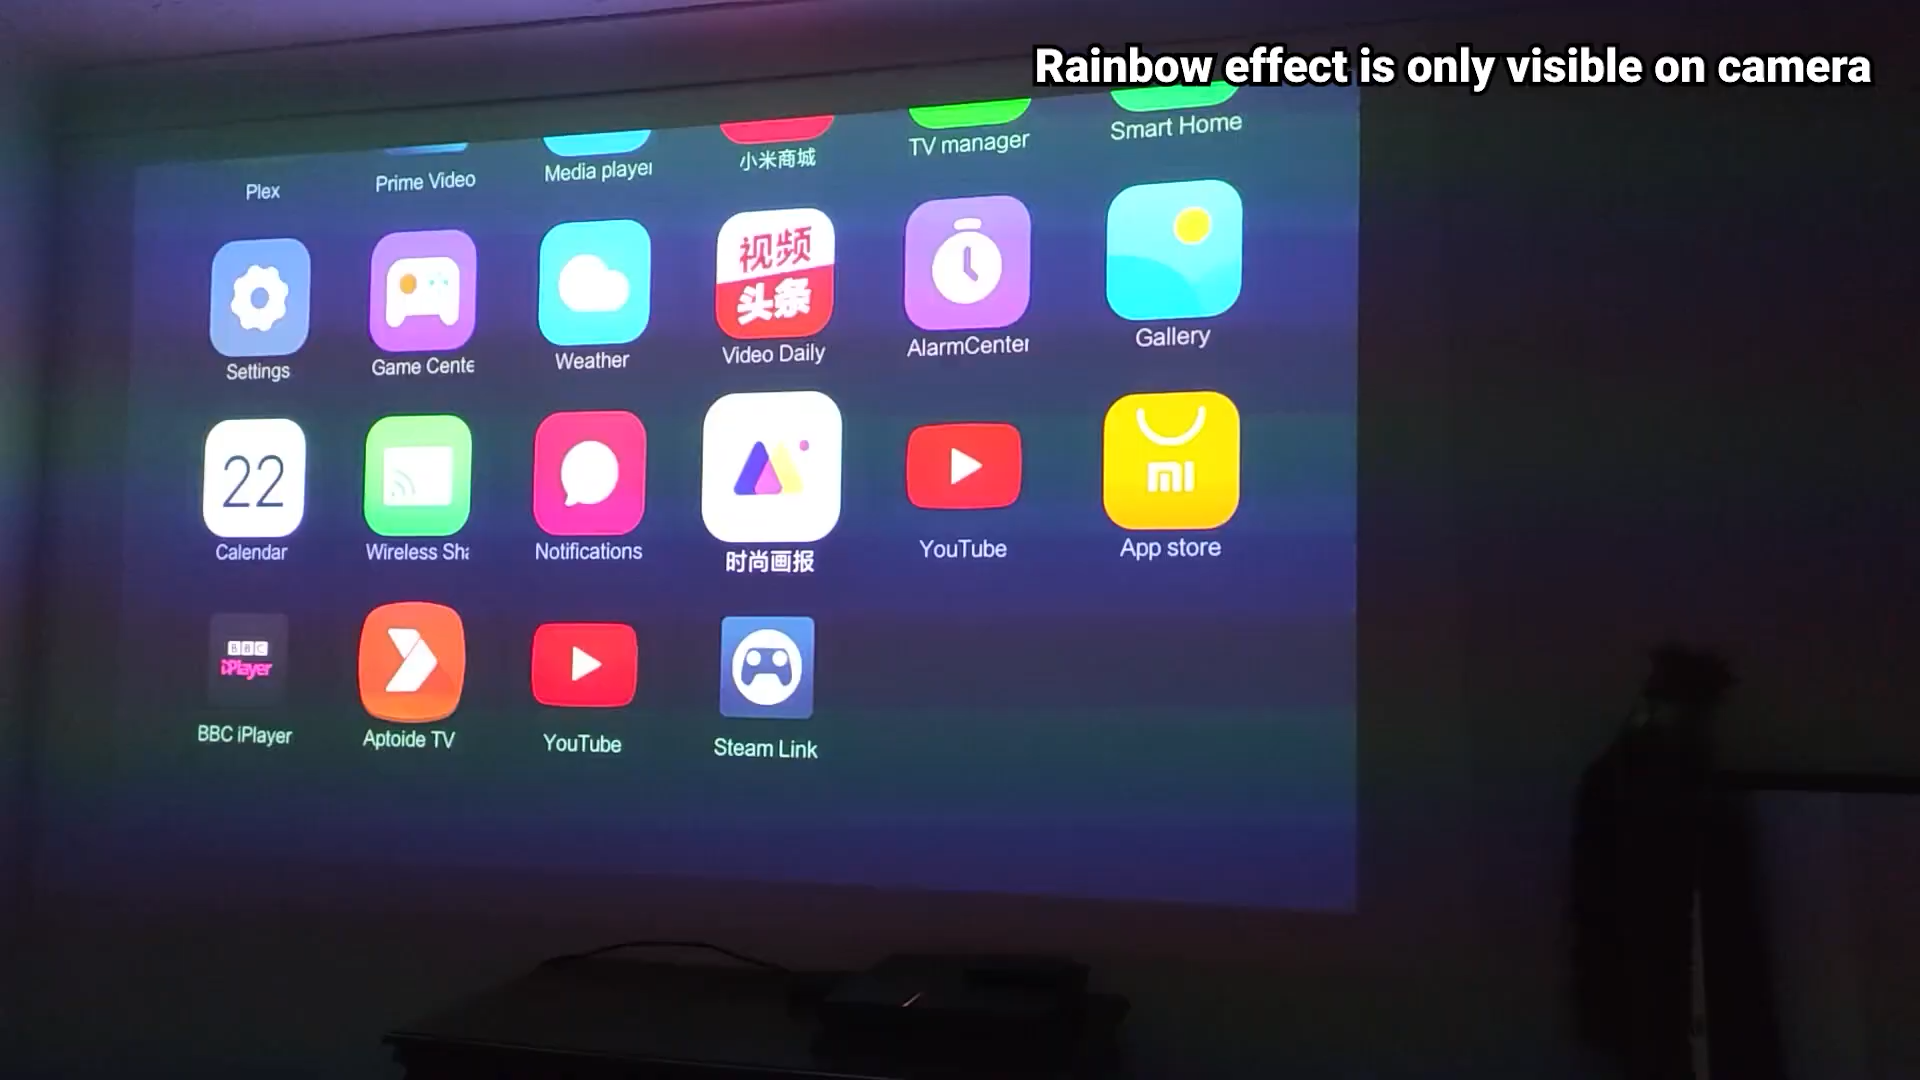 Rainbow effect is only visible on camera
Plex
Prime Video
Media player
小米商城
TV manager
Smart Home
视频
头条
Settings
Game Cente
Weather
Video Daily
AlarmCenter
Gallery
22
mi
Calendar
Wireless Sha
Notifications
时尚画报
YouTube
App store
BBC
iPlayer
BBC iPlayer
Aptoide TV
YouTube
Steam Link